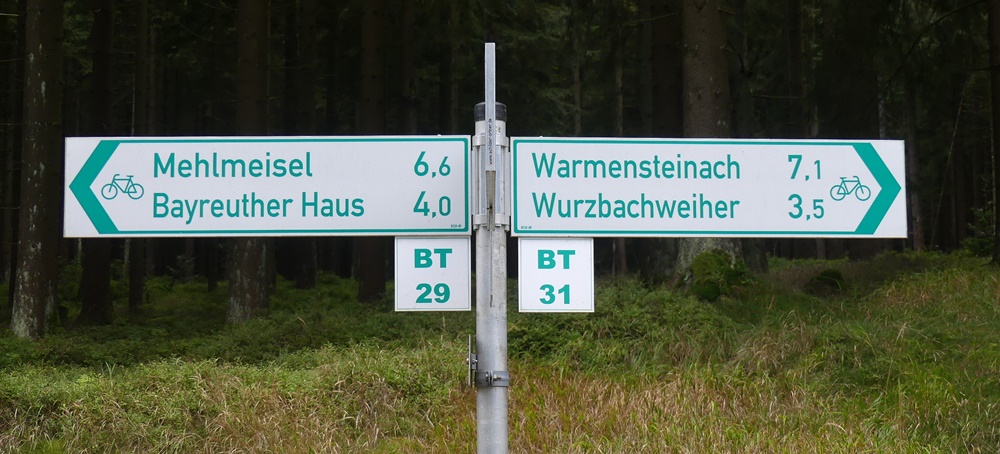 Mehlmeisel 6,6
Bayreuther Haus 4,0
Warmensteinach 7,1
Wurzbachweiher 3,5
BT
29
BT
31